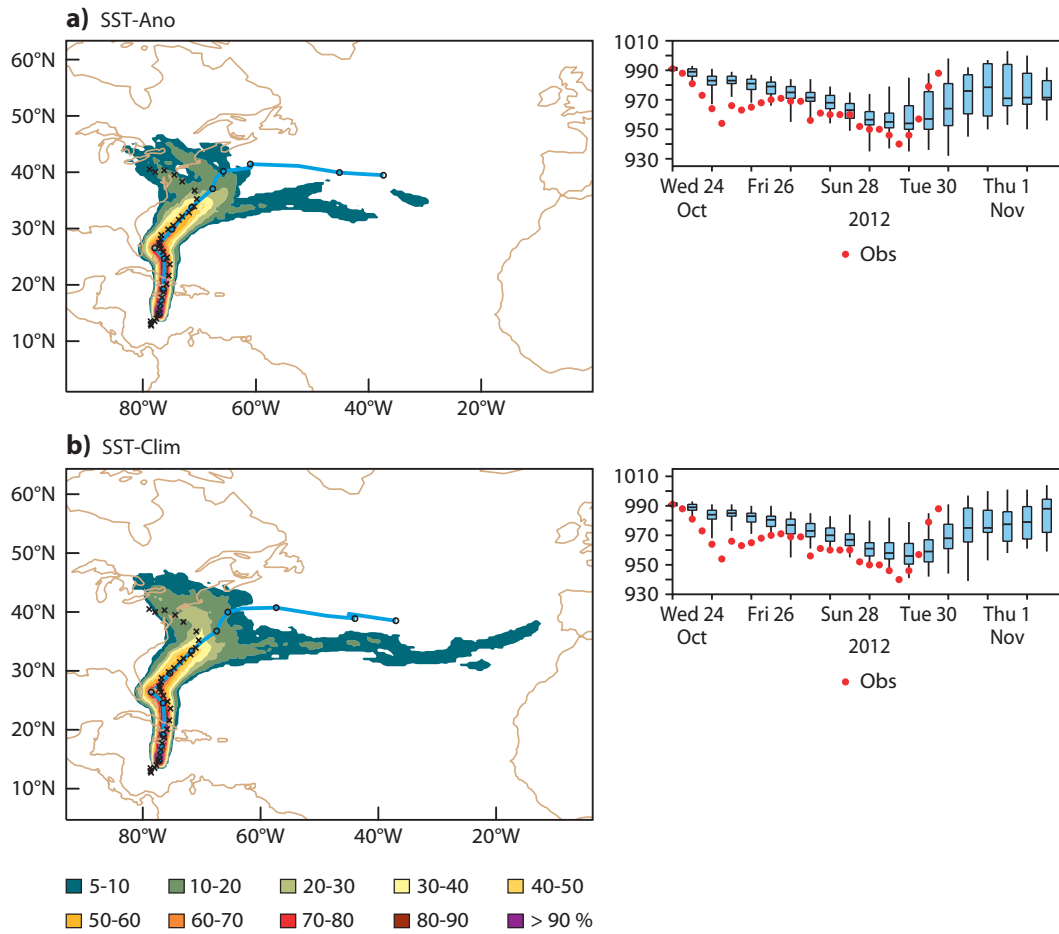 a) SST-Ano
60°N
50°N
40°N
30°N
20°N
10°N
80°W 60°W 40°W 20°W
1010
990
970
950
930
Wed 24 Fri 26 Sun 28 Tue 30 Thu 1
Oct 2012 Nov
Obs
b) SST-Clim
60°N
50°N
40°N
30°N
20°N
10°N
80°W 60°W 40°W 20°W
1010
990
970
950
930
Wed 24 Fri 26 Sun 28 Tue 30 Thu 1
Oct 2012 Nov
Obs
5-10 10-20 20-30 30-40 40-50
50-60 60-70 70-80 80-90 > 90 %